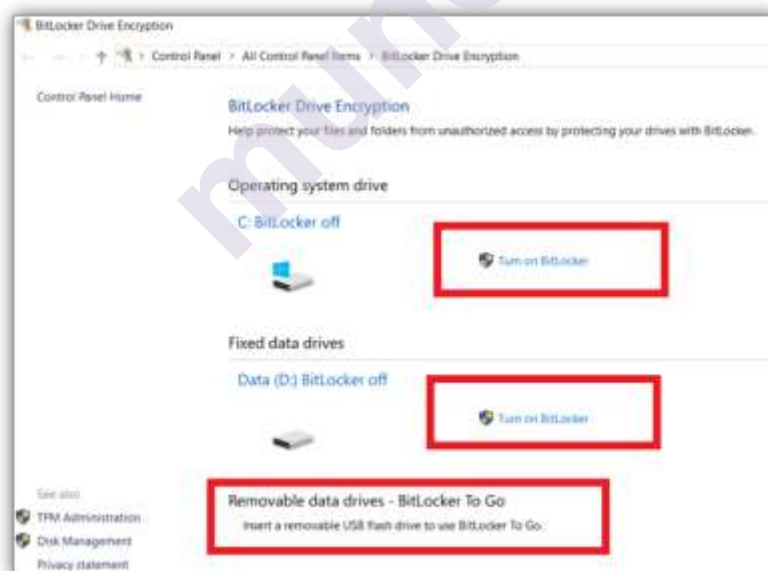 BitLocker Drive Encryption
Control Panel > All Control Panel Items > BitLocker Drive Encryption
Control Panel Home
BitLocker Drive Encryption
Help protect your files and folders from unauthorized access by protecting your drives with BitLocker.
Operating system drive
C: BitLocker off
Turn on BitLocker
Fixed data drives
Data (D:) BitLocker off
Turn on BitLocker
Removable data drives - BitLocker To Go
Insert a removable USB flash drive to use BitLocker To Go.
See also
TPM Administration
Disk Management
Privacy statement